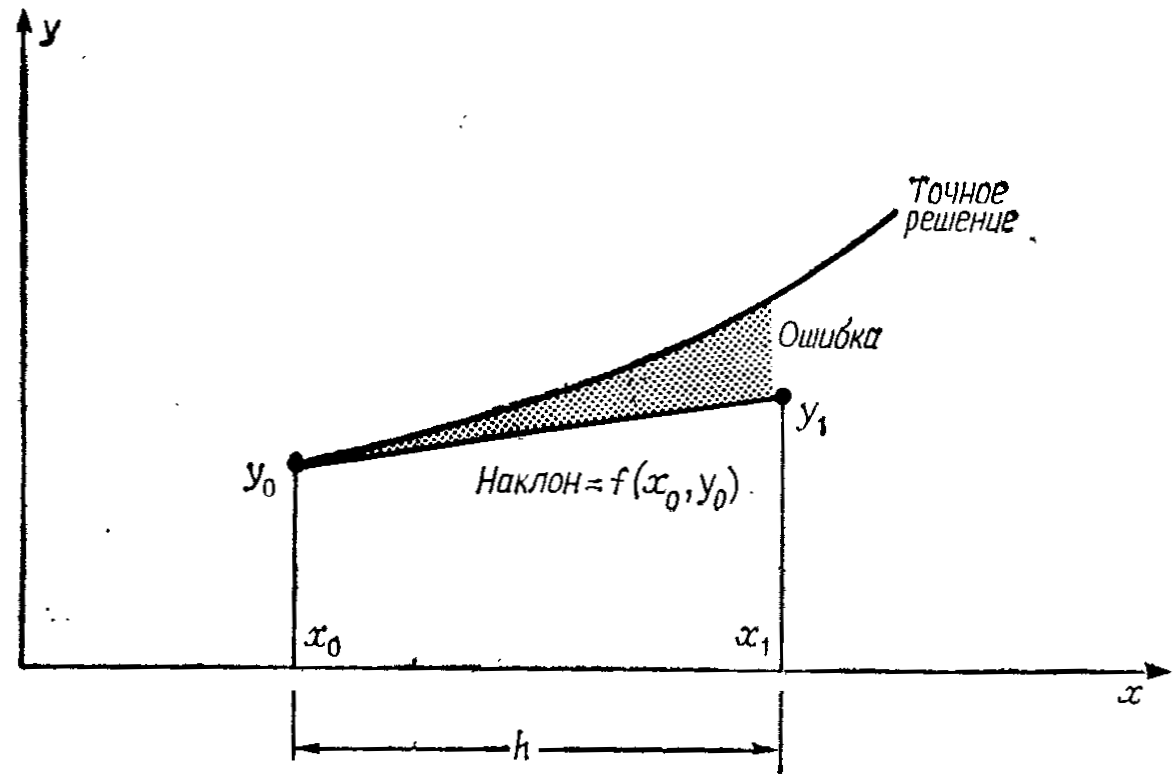 y
Точное
решение
Ошибка
y₁
y₀
Наклон = f(x₀, y₀)
x₀
x₁
x
h